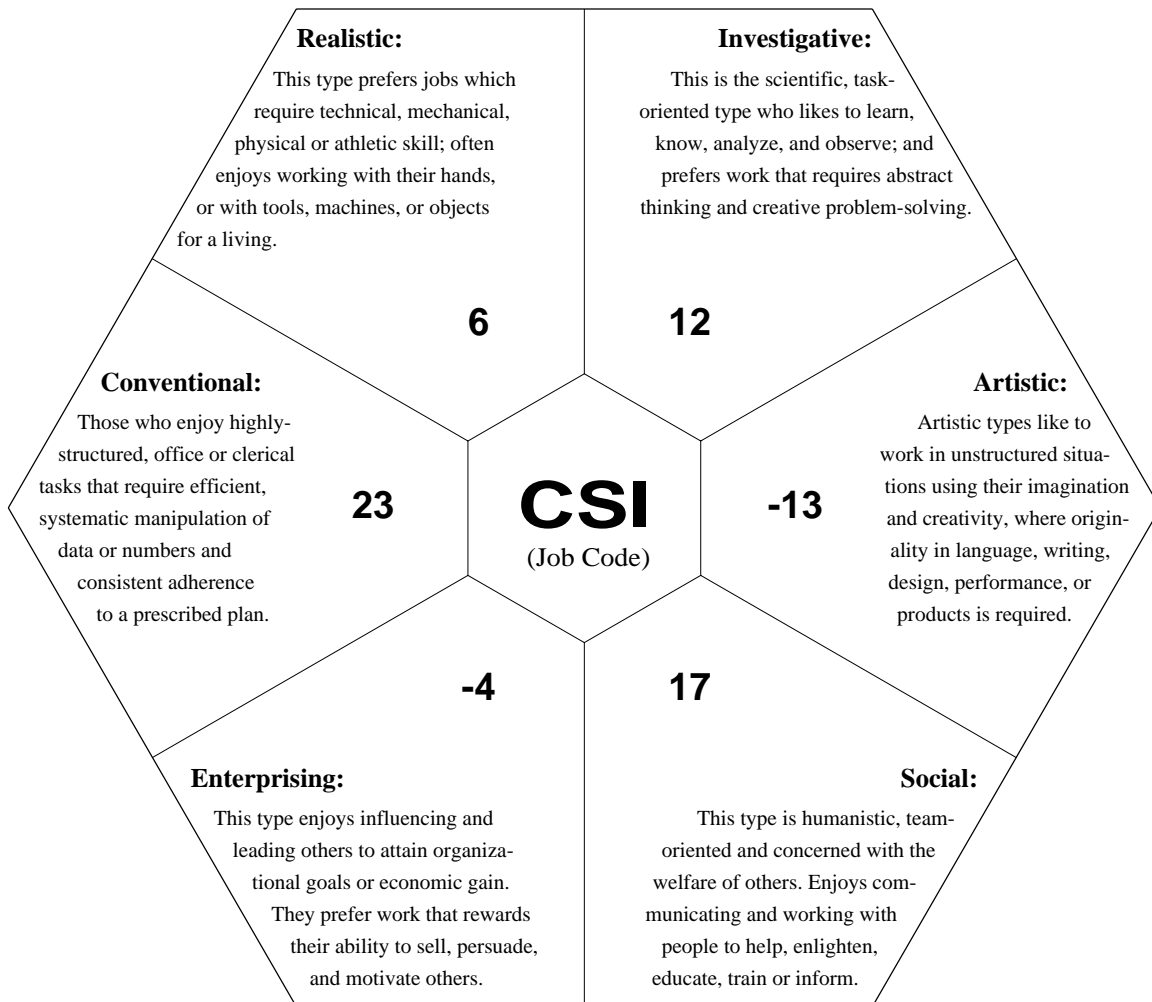 Realistic:
This type prefers jobs which
require technical, mechanical,
physical or athletic skill; often
enjoys working with their hands,
or with tools, machines, or objects
for a living.
6
Investigative:
This is the scientific, task-
oriented type who likes to learn,
know, analyze, and observe; and
prefers work that requires abstract
thinking and creative problem-solving.
12
Conventional:
Those who enjoy highly-
structured, office or clerical
tasks that require efficient,
systematic manipulation of
data or numbers and
consistent adherence
to a prescribed plan.
23
CSI
(Job Code)
-13
Artistic:
Artistic types like to
work in unstructured situa-
tions using their imagination
and creativity, where origin-
ality in language, writing,
design, performance, or
products is required.
-4
Enterprising:
This type enjoys influencing and
leading others to attain organiza-
tional goals or economic gain.
They prefer work that rewards
their ability to sell, persuade,
and motivate others.
17
Social:
This type is humanistic, team-
oriented and concerned with the
welfare of others. Enjoys com-
municating and working with
people to help, enlighten,
educate, train or inform.